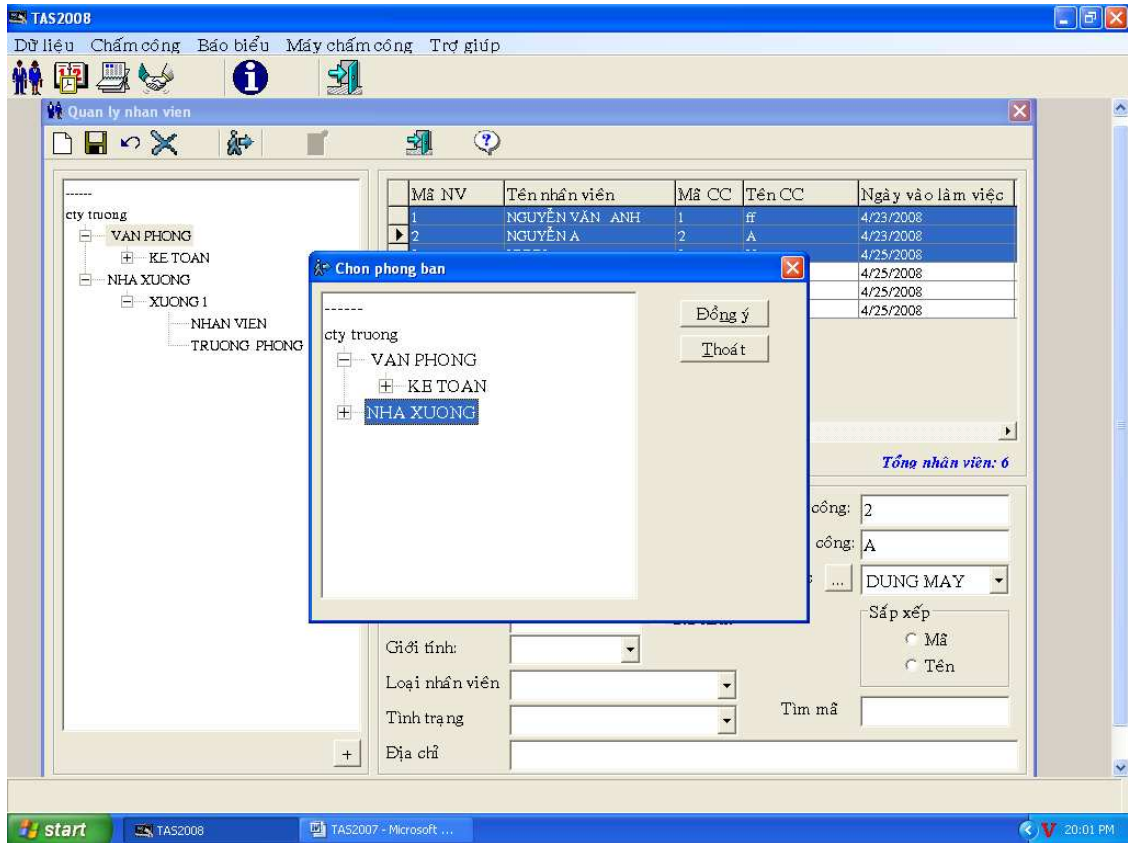 TAS2008
Dữ liệu Chấm công Báo biểu Máy chấm công Trợ giúp
Quan ly nhan vien
------
cty truong
VAN PHONG
KE TOAN
NHA XUONG
XUONG 1
NHAN VIEN
TRUONG PHONG
Mã NV Tên nhân viên Mã CC Tên CC Ngày vào làm việc
1 NGUYỄN VĂN ANH 1 ff 4/23/2008
2 NGUYỄN A 2 A 4/23/2008
4/25/2008
4/25/2008
4/25/2008
4/25/2008
Tổng nhân viên: 6
Chon phong ban
------
cty truong
VAN PHONG
KE TOAN
NHA XUONG
Đồng ý
Thoát
công: 2
công: A
... DUNG MAY
Sắp xếp
Mã
Tên
Giới tính:
Loại nhân viên
Tình trạng
Tìm mã
+
Địa chỉ
start TAS2008 TAS2007 - Microsoft ... V 20:01 PM